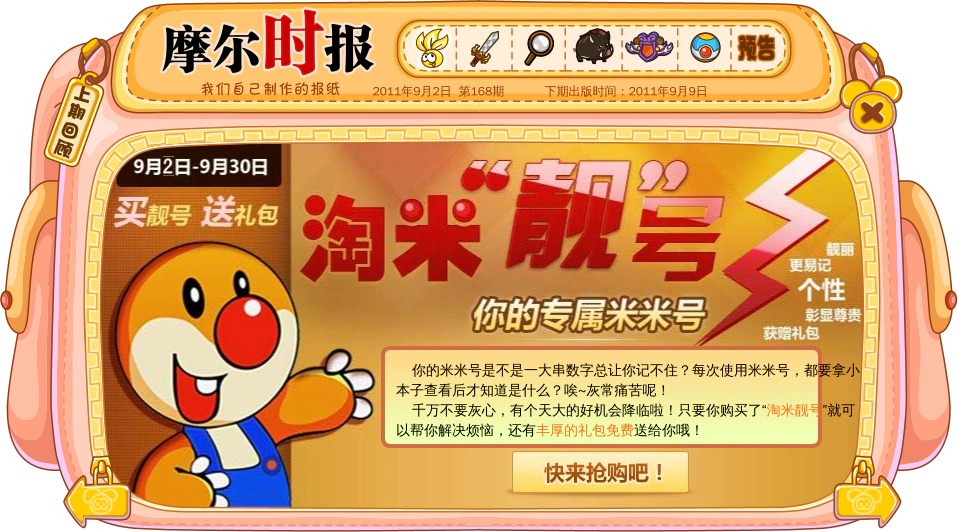 摩尔时报
预告
我们自己制作的报纸
2011年9月2日 第168期
下期出版时间：2011年9月9日
上期回顾
9月2日-9月30日
买靓号 送礼包
淘米“靓”号
靓丽
更易记
个性
彰显尊贵
获赠礼包
你的专属米米号
你的米米号是不是一大串数字总让你记不住？每次使用米米号，都要拿小
本子查看后才知道是什么？唉~灰常痛苦呢！
千万不要灰心，有个天大的好机会降临啦！只要你购买了“淘米靓号”就可
以帮你解决烦恼，还有丰厚的礼包免费送给你哦！
快来抢购吧！